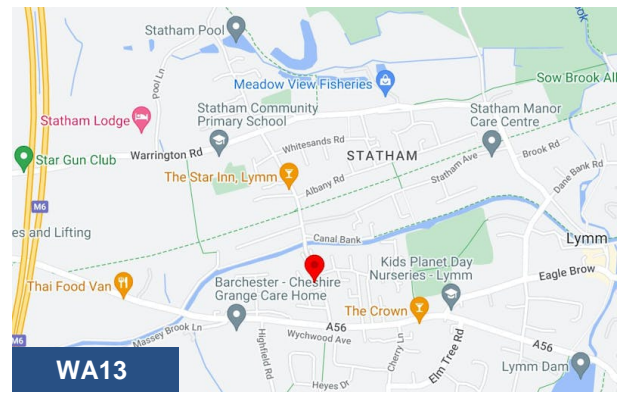 Statham Pool
Pool Ln
Meadow View Fisheries
Sow Brook All
Statham Lodge
Statham Community
Primary School
Statham Manor
Care Centre
Warrington Rd
Whitesands Rd
STATHAM
Brook Rd
Star Gun Club
The Star Inn, Lymm
Albany Rd
Statham Ave
Dane Bank Rd
M6
es and Lifting
Canal Bank
Lymm
Kids Planet Day
Nurseries - Lymm
Eagle Brow
Thai Food Van
Barchester - Cheshire
Grange Care Home
The Crown
Massey Brook Ln
A56
Wychwood Ave
Highfield Rd
Cherry Ln
Elm Tree Rd
A56
M6
WA13
Heyes Dr
Lymm Dam